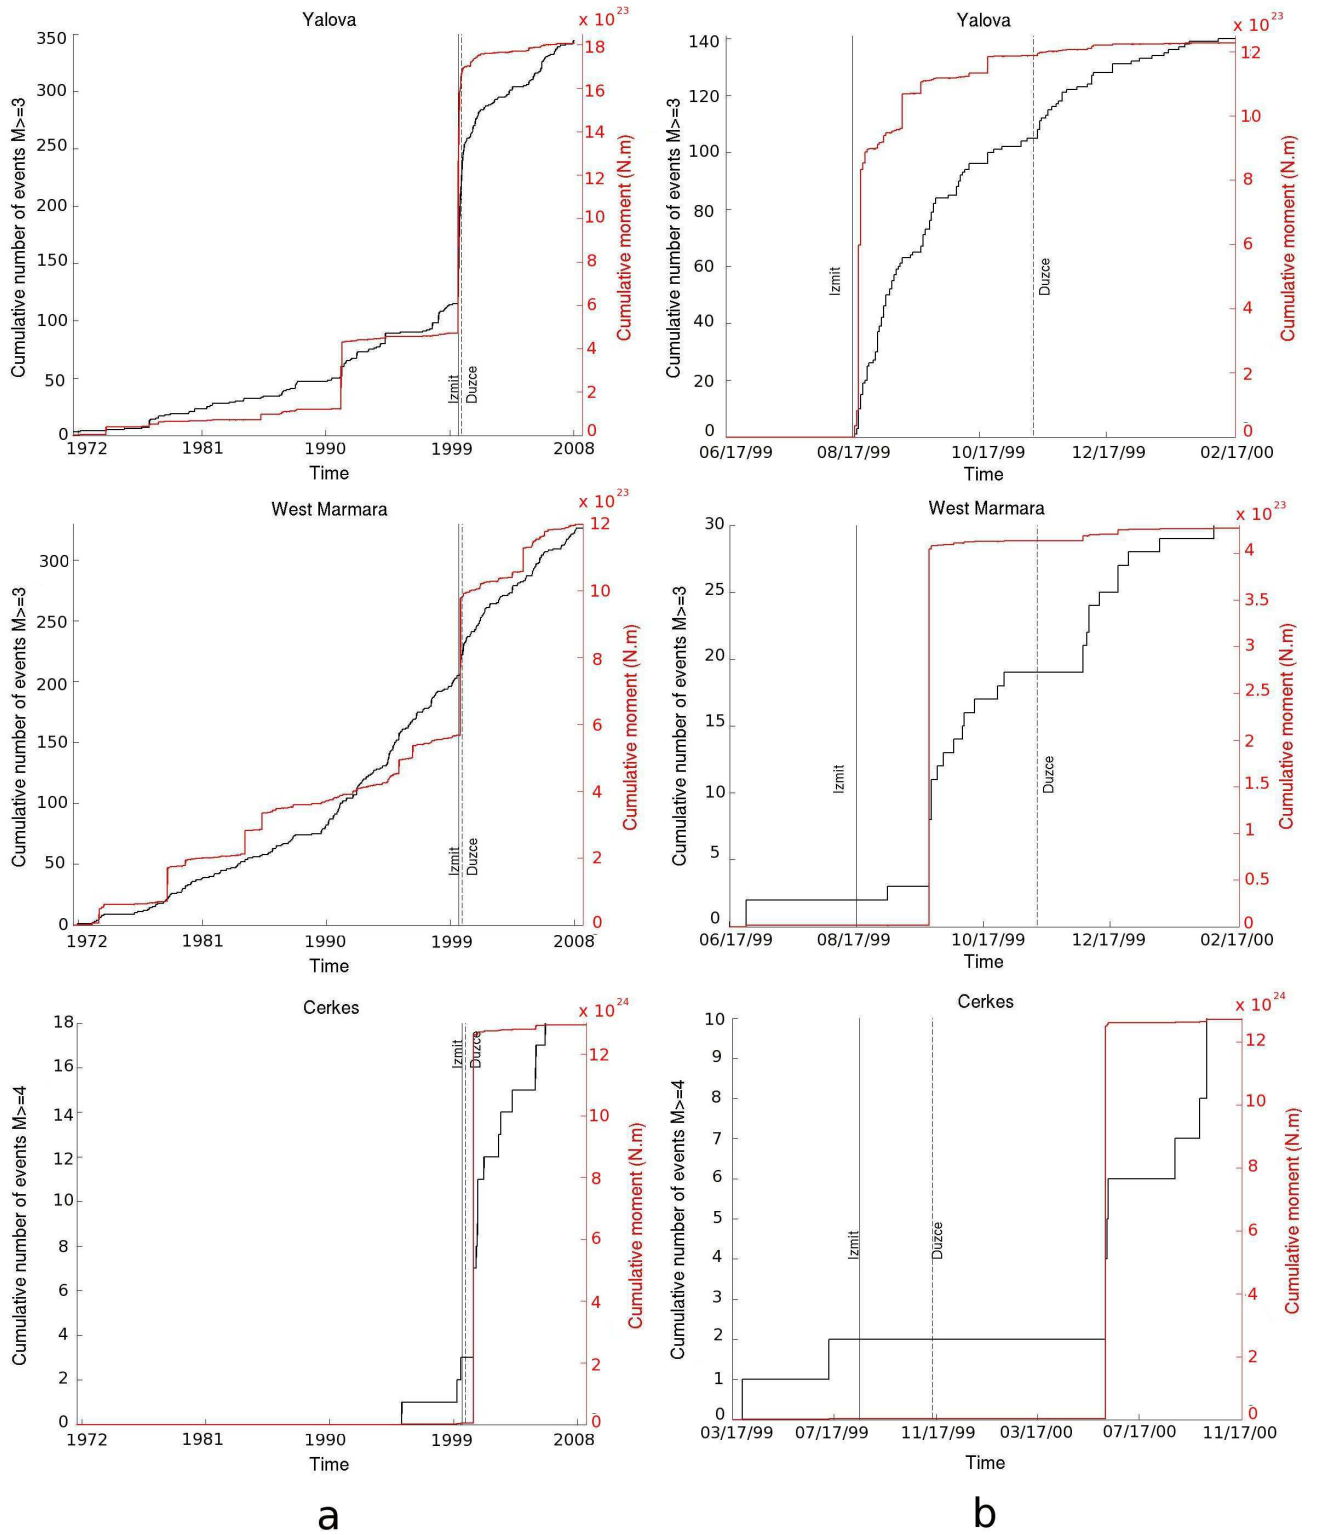 Yalova
x 10^23
Cumulative number of events M>=3
350
300
250
200
150
100
50
0
18
16
14
12
10
8
6
4
2
0
Cumulative moment (N.m)
Izmit
Duzce
1972 1981 1990 1999 2008
Time
Yalova
x 10^23
Cumulative number of events M>=3
140
120
100
80
60
40
20
0
12
10
8
6
4
2
0
Cumulative moment (N.m)
Izmit
Duzce
06/17/99 08/17/99 10/17/99 12/17/99 02/17/00
Time
West Marmara
x 10^23
Cumulative number of events M>=3
300
250
200
150
100
50
0
12
10
8
6
4
2
0
Cumulative moment (N.m)
Izmit
Duzce
1972 1981 1990 1999 2008
Time
West Marmara
x 10^23
Cumulative number of events M>=3
30
25
20
15
10
5
0
4
3.5
3
2.5
2
1.5
1
0.5
0
Cumulative moment (N.m)
Izmit
Duzce
06/17/99 08/17/99 10/17/99 12/17/99 02/17/00
Time
Cerkes
x 10^24
Cumulative number of events M>=4
18
16
14
12
10
8
6
4
2
0
12
10
8
6
4
2
0
Cumulative moment (N.m)
Izmit
Duzce
1972 1981 1990 1999 2008
Time
Cerkes
x 10^24
Cumulative number of events M>=4
10
9
8
7
6
5
4
3
2
1
0
12
10
8
6
4
2
0
Cumulative moment (N.m)
Izmit
Duzce
03/17/99 07/17/99 11/17/99 03/17/00 07/17/00 11/17/00
Time
a
b